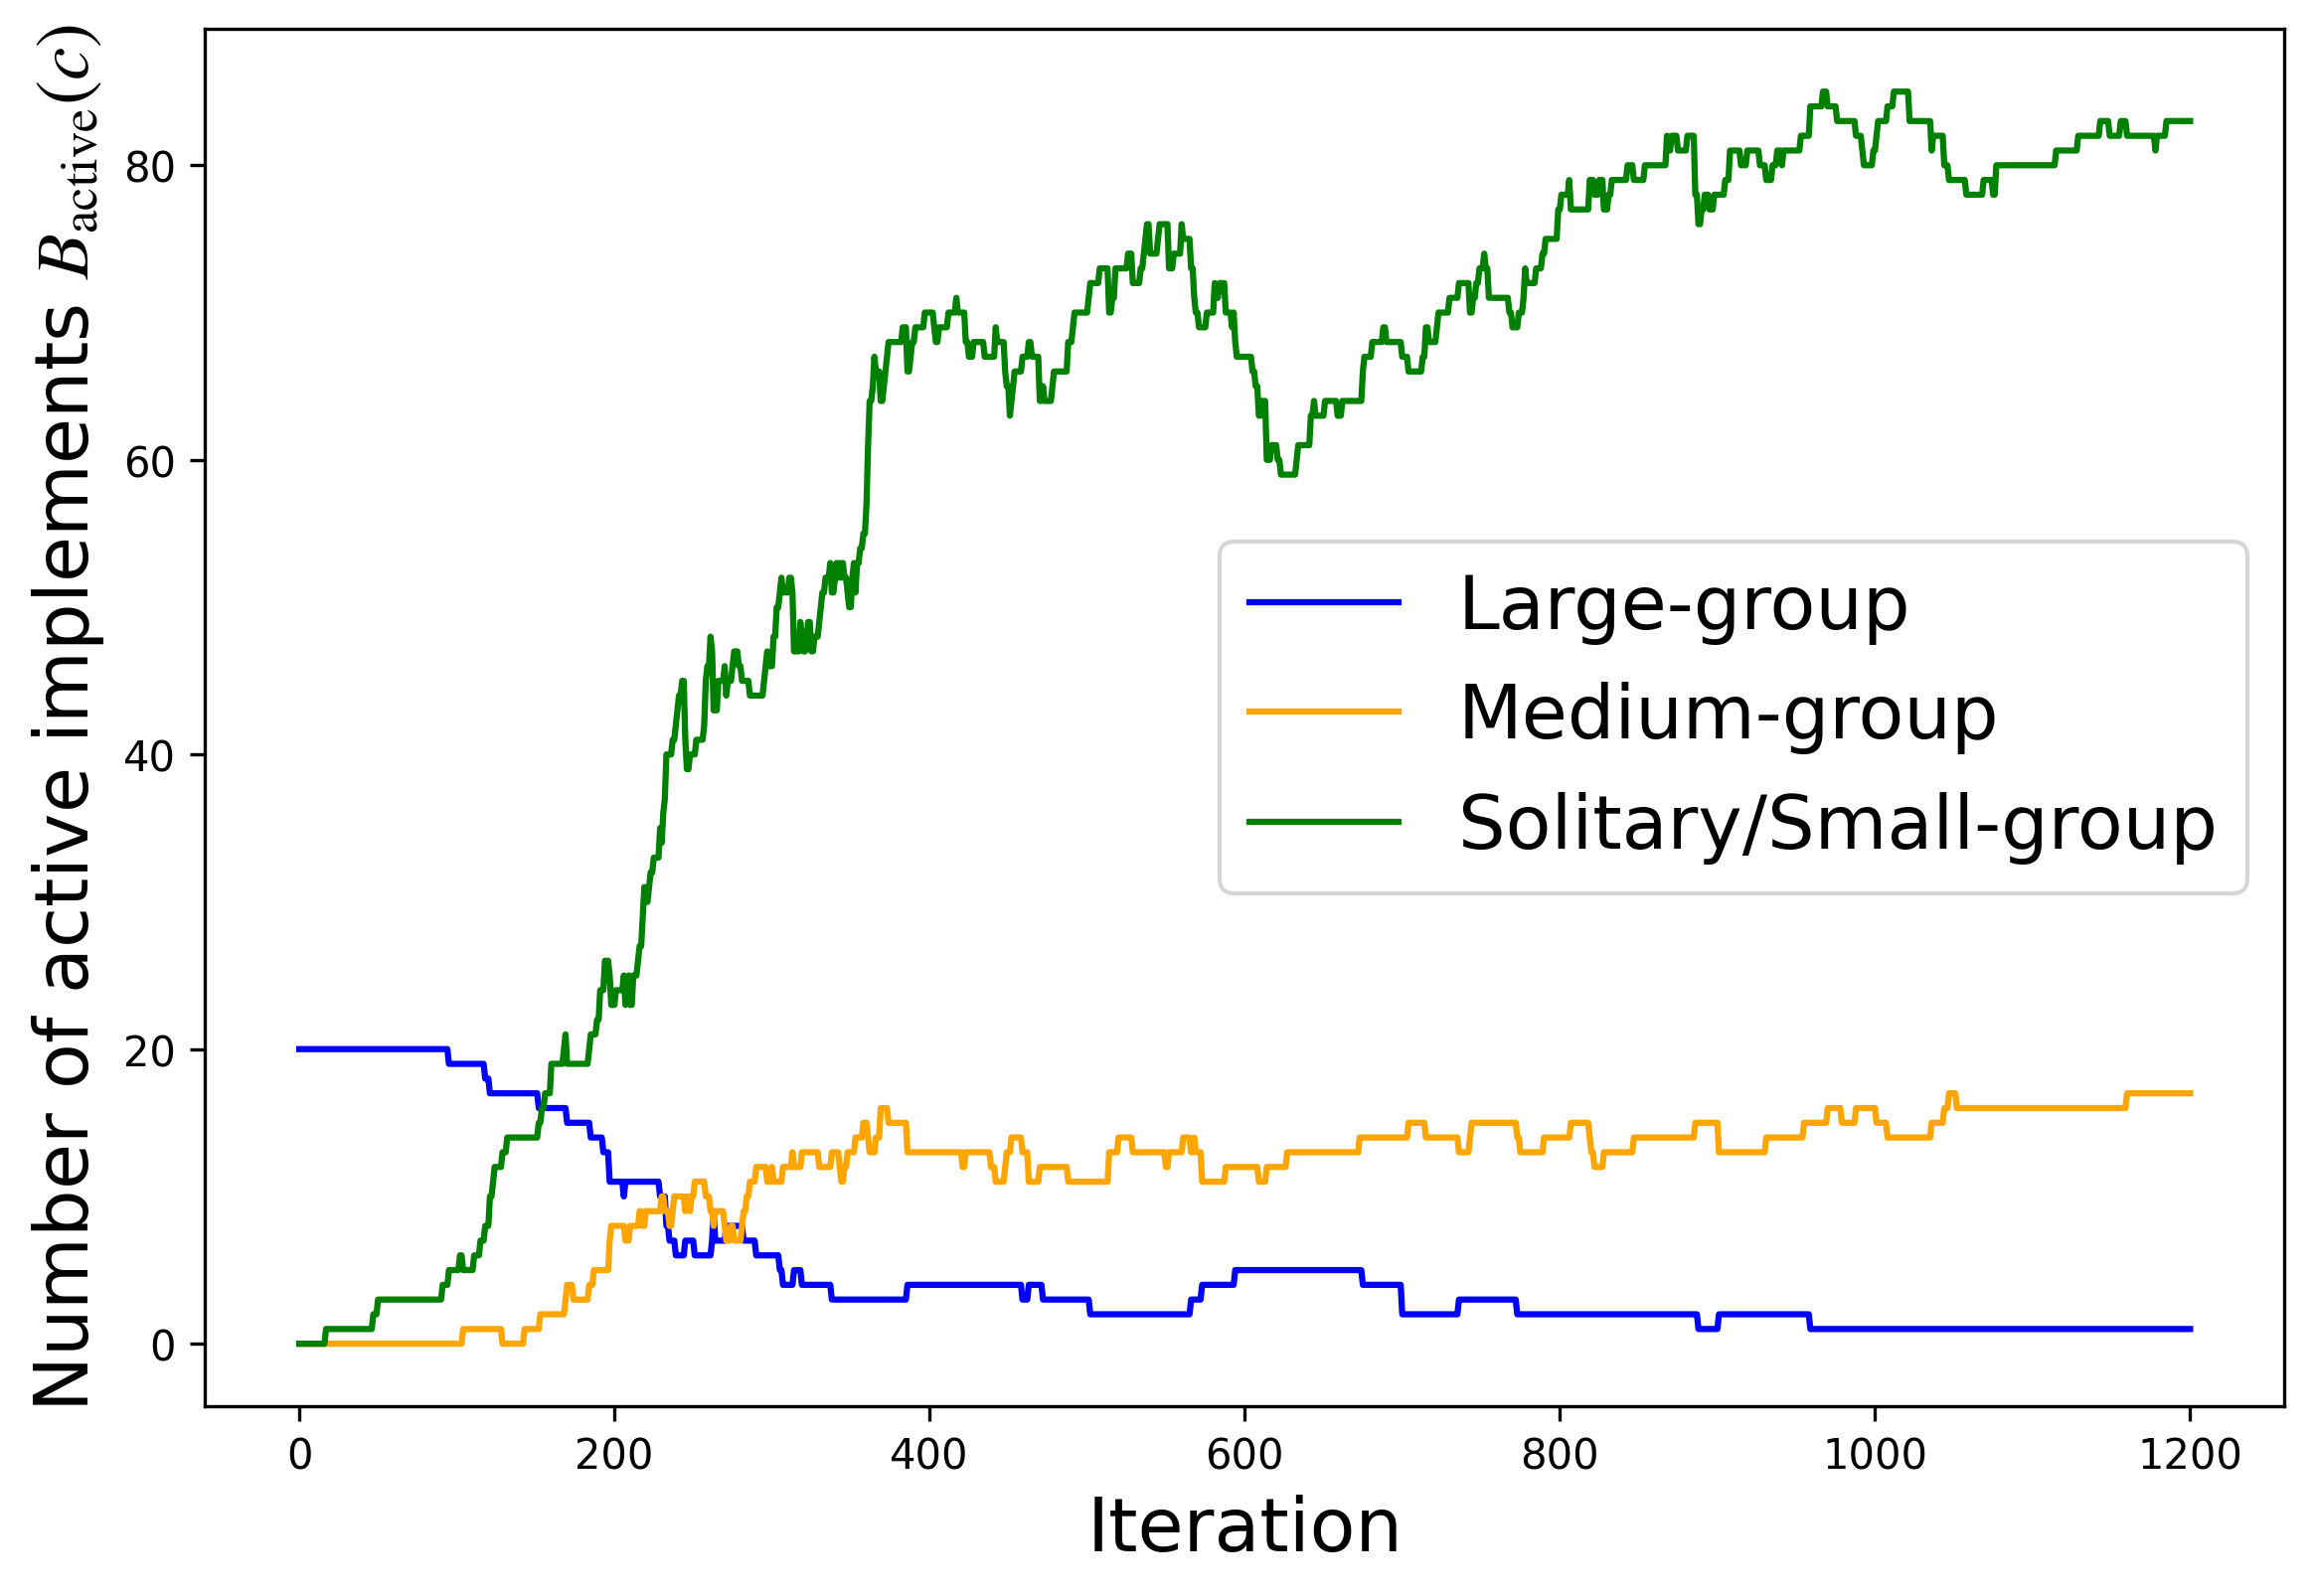 Number of active implements B_active(c)
80
60
40
20
0
Large-group
Medium-group
Solitary/Small-group
0 200 400 600 800 1000 1200
Iteration